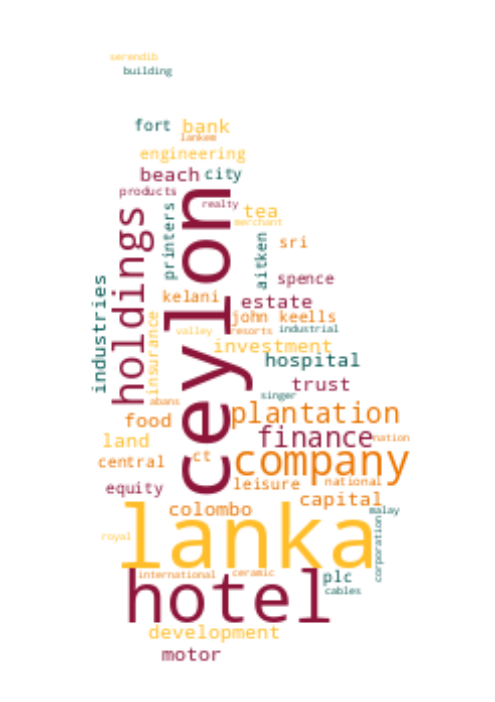 serendib
building
fort bank
lankem
engineering
beach city
products
realty
tea
merchant
printers
holdings
ceylon
aitken
sri
spence
industries
kelani
estate
insurance
john keells
valley
resorts industrial
investment
hospital
trust
singer
abans
plantation
food
finance
nation
land
ct
company
central
equity
leisure national
capital
colombo
malay
lanka
royal
corporation
international
ceramic
plc
hotel
cables
development
motor